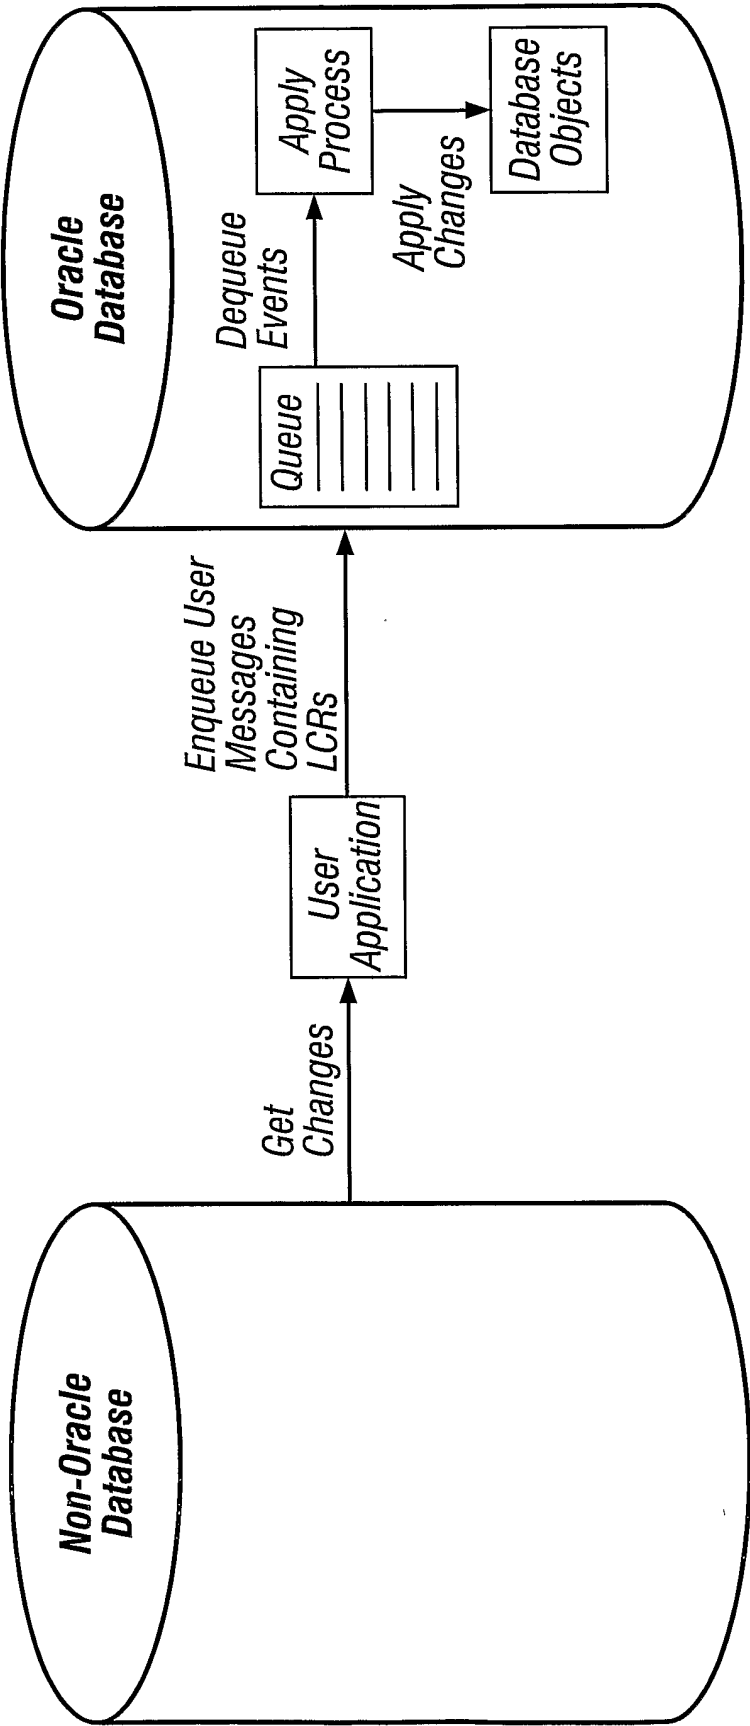 Non-Oracle
Database
Get
Changes
User
Application
Enqueue User
Messages
Containing
LCRs
Oracle
Database
Queue
Dequeue
Events
Apply
Process
Apply
Changes
Database
Objects